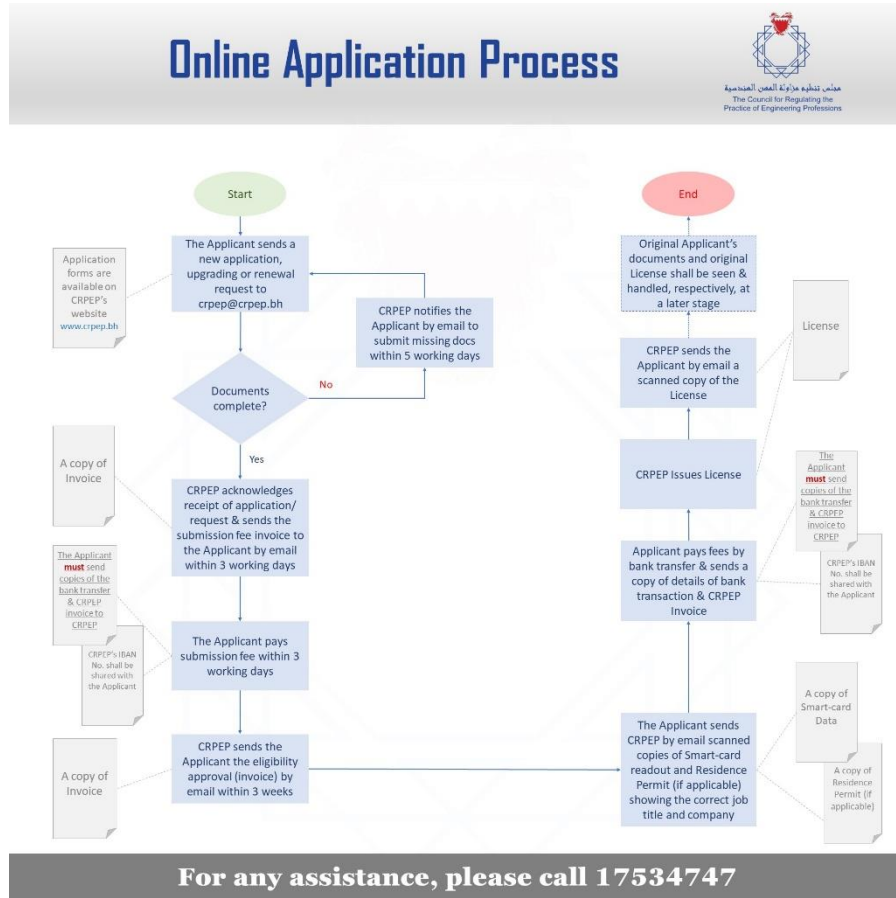 Online Application Process
مجلس تنظيم مزاولة المهن الهندسية
The Council for Regulating the
Practice of Engineering Professions
Start
The Applicant sends a
new application,
upgrading or renewal
request to
crpep@crpep.bh
Application
forms are
available on
CRPEP's
website
www.crpep.bh
CRPEP notifies the
Applicant by email to
submit missing docs
within 5 working days
Documents
complete?
No
Yes
A copy of
Invoice
CRPEP acknowledges
receipt of application/
request & sends the
submission fee invoice to
the Applicant by email
within 3 working days
The Applicant
must send
copies of the
bank transfer
& CRPEP
invoice to
CRPEP
CRPEP's IBAN
No. shall be
shared with
the Applicant
The Applicant pays
submission fee within 3
working days
A copy of
Invoice
CRPEP sends the
Applicant the eligibility
approval (invoice) by
email within 3 weeks
The Applicant sends
CRPEP by email scanned
copies of Smart-card
readout and Residence
Permit (if applicable)
showing the correct job
title and company
A copy of
Smart-card
Data
A copy of
Residence
Permit (if
applicable)
Applicant pays fees by
bank transfer & sends a
copy of details of bank
transaction & CRPEP
Invoice
The
Applicant
must send
copies of the
bank transfer
& CRPEP
invoice to
CRPEP
CRPEP's IBAN
No. shall be
shared with
the Applicant
CRPEP Issues License
CRPEP sends the
Applicant by email a
scanned copy of the
License
License
Original Applicant's
documents and original
License shall be seen &
handled, respectively, at
a later stage
End
For any assistance, please call 17534747